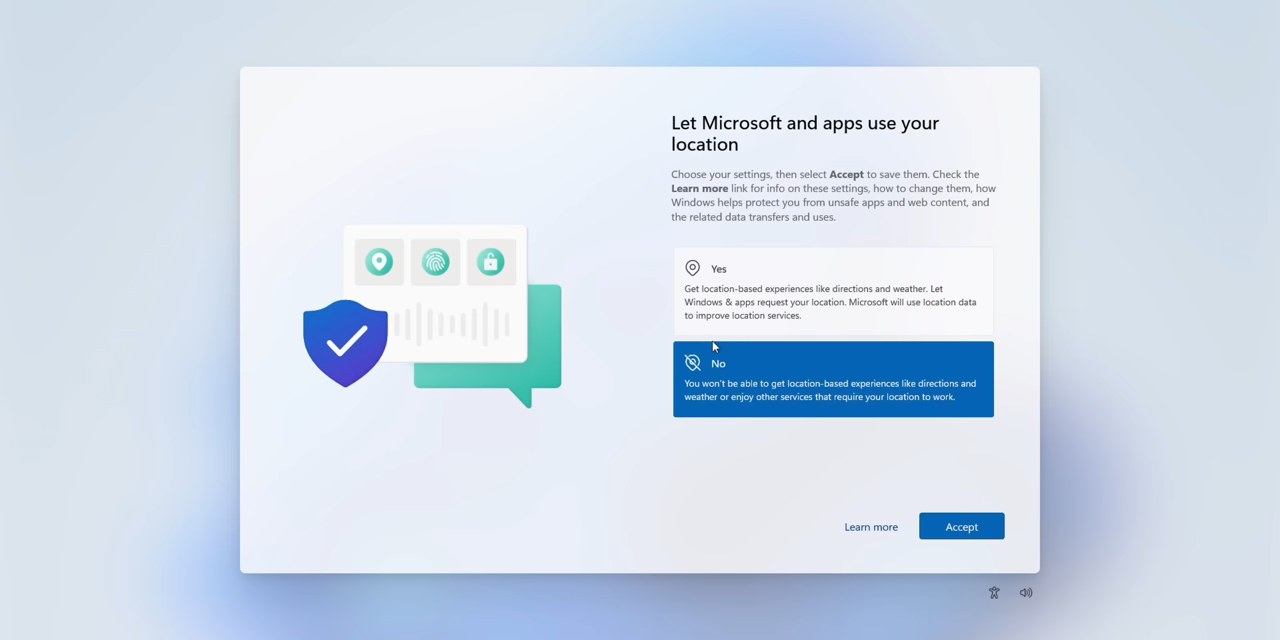 Let Microsoft and apps use your
location
Choose your settings, then select Accept to save them. Check the
Learn more link for info on these settings, how to change them, how
Windows helps protect you from unsafe apps and web content, and
the related data transfers and uses.
Yes
Get location-based experiences like directions and weather. Let
Windows & apps request your location. Microsoft will use location data
to improve location services.
No
You won't be able to get location-based experiences like directions and
weather or enjoy other services that require your location to work.
Learn more
Accept